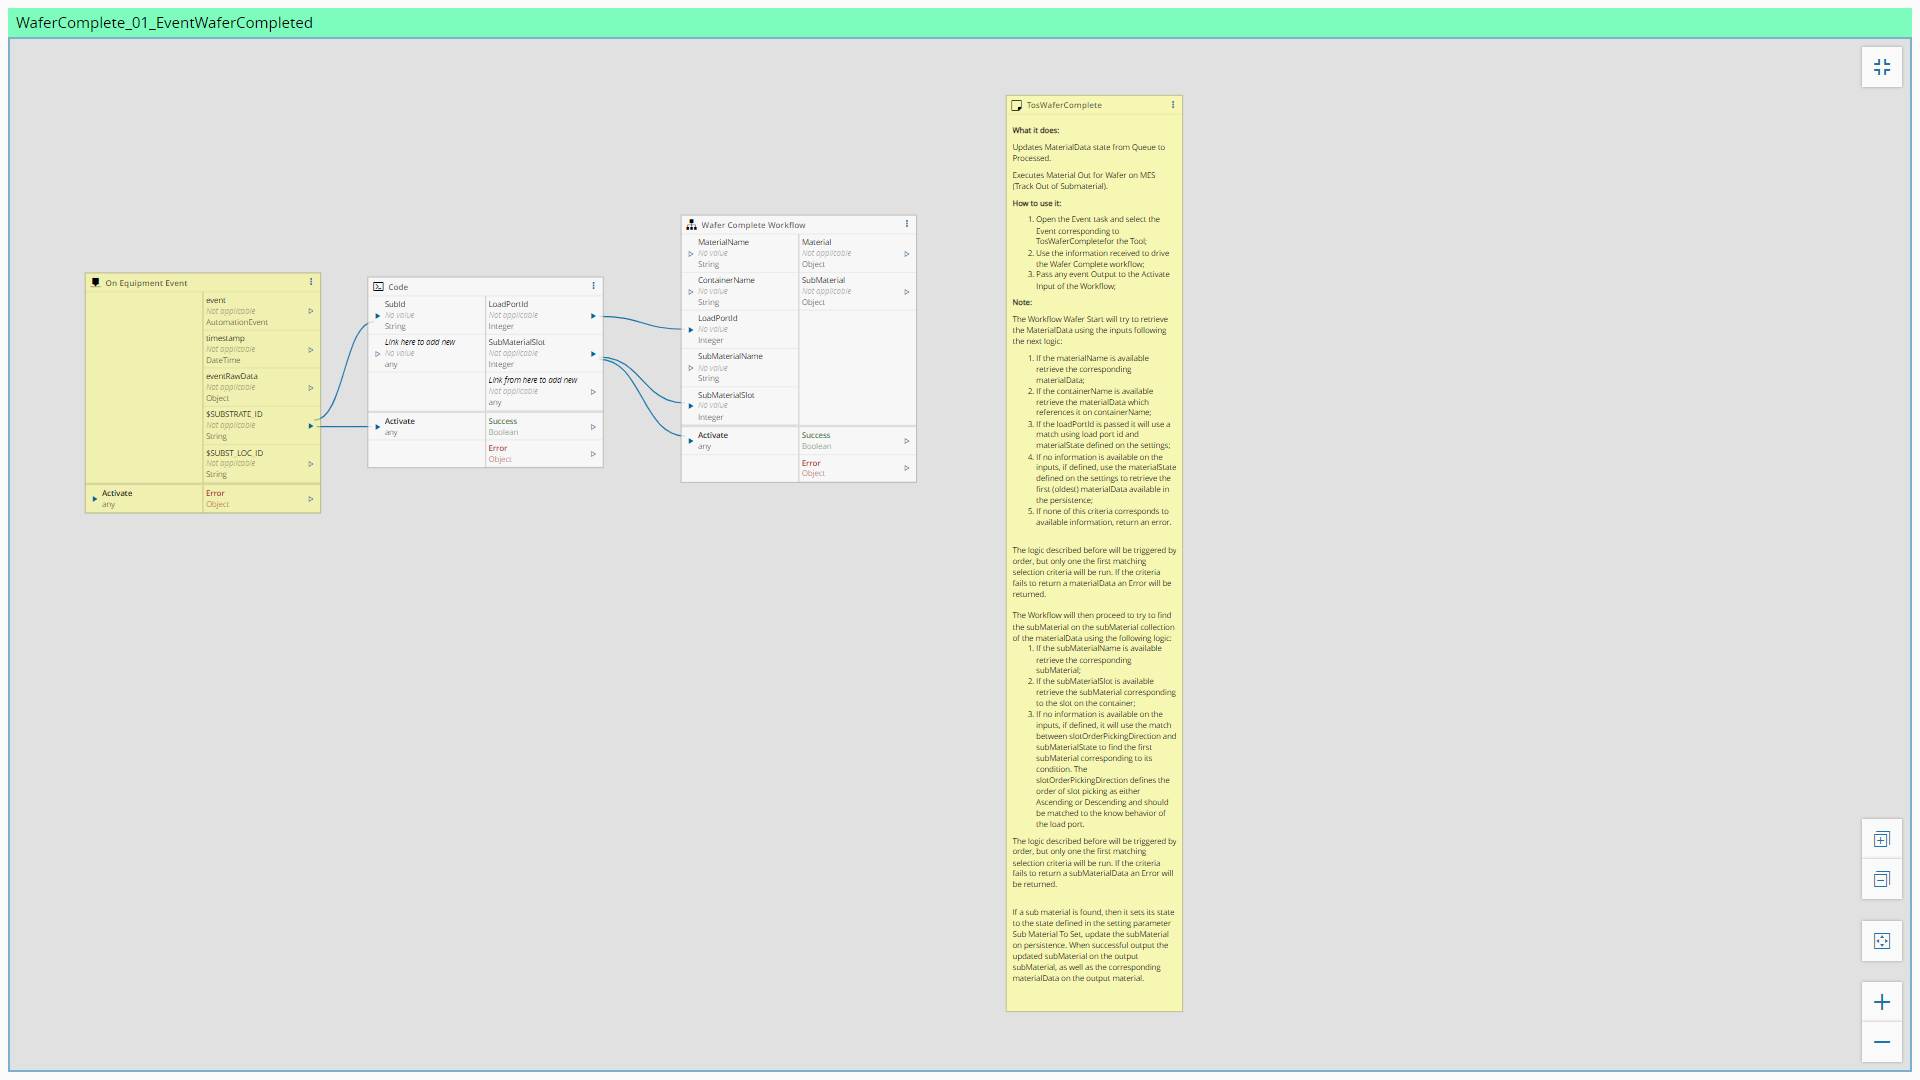 WaferComplete_01_EventWaferCompleted
On Equipment Event
event
Not applicable
AutomationEvent
timestamp
Not applicable
DateTime
eventRawData
Not applicable
Object
$SUBSTRATE_ID
Not applicable
String
$SUBST_LOC_ID
Not applicable
String
Activate
any
Error
Object
Code
SubId
No value
String
Link here to add new
No value
any
LoadPortId
Not applicable
Integer
SubMaterialSlot
Not applicable
Integer
Link from here to add new
Not applicable
any
Activate
any
Success
Boolean
Error
Object
Wafer Complete Workflow
MaterialName
No value
String
ContainerName
No value
String
LoadPortId
No value
Integer
SubMaterialName
No value
String
SubMaterialSlot
No value
Integer
Material
Not applicable
Object
SubMaterial
Not applicable
Object
Activate
any
Success
Boolean
Error
Object
TosWaferComplete
What it does:
Updates MaterialData state from Queue to
Processed.
Executes Material Out for Wafer on MES
(Track Out of Submaterial).
How to use it:
1. Open the Event task and select the
Event corresponding to
TosWaferCompletefor the Tool;
2. Use the information received to drive
the Wafer Complete workflow;
3. Pass any event Output to the Activate
Input of the Workflow;
Note:
The Workflow Wafer Start will try to retrieve
the MaterialData using the inputs following
the next logic:
1. If the materialName is available
retrieve the corresponding
materialData;
2. If the containerName is available
retrieve the materialData which
references it on containerName;
3. If the loadPortId is passed it will use a
match using load port id and
materialState defined on the settings;
4. If no information is available on the
inputs, if defined, use the materialState
defined on the settings to retrieve the
first (oldest) materialData available in
the persistence;
5. If none of this criteria corresponds to
available information, return an error.
The logic described before will be triggered by
order, but only one the first matching
selection criteria will be run. If the criteria
fails to return a materialData an Error will be
returned.
The Workflow will then proceed to try to find
the subMaterial on the subMaterial collection
of the materialData using the following logic:
1. If the subMaterialName is available
retrieve the corresponding
subMaterial;
2. If the subMaterialSlot is available
retrieve the subMaterial corresponding
to the slot on the container;
3. If no information is available on the
inputs, if defined, it will use the match
between slotOrderPickingDirection and
subMaterialState to find the first
subMaterial corresponding to its
condition. The
slotOrderPickingDirection defines the
order of slot picking as either
Ascending or Descending and should
be matched to the know behavior of
the load port.
The logic described before will be triggered by
order, but only one the first matching
selection criteria will be run. If the criteria
fails to return a subMaterialData an Error will
be returned.
If a sub material is found, then it sets its state
to the state defined in the setting parameter
Sub Material To Set, update the subMaterial
on persistence. When successful output the
updated subMaterial on the output
subMaterial, as well as the corresponding
materialData on the output material.